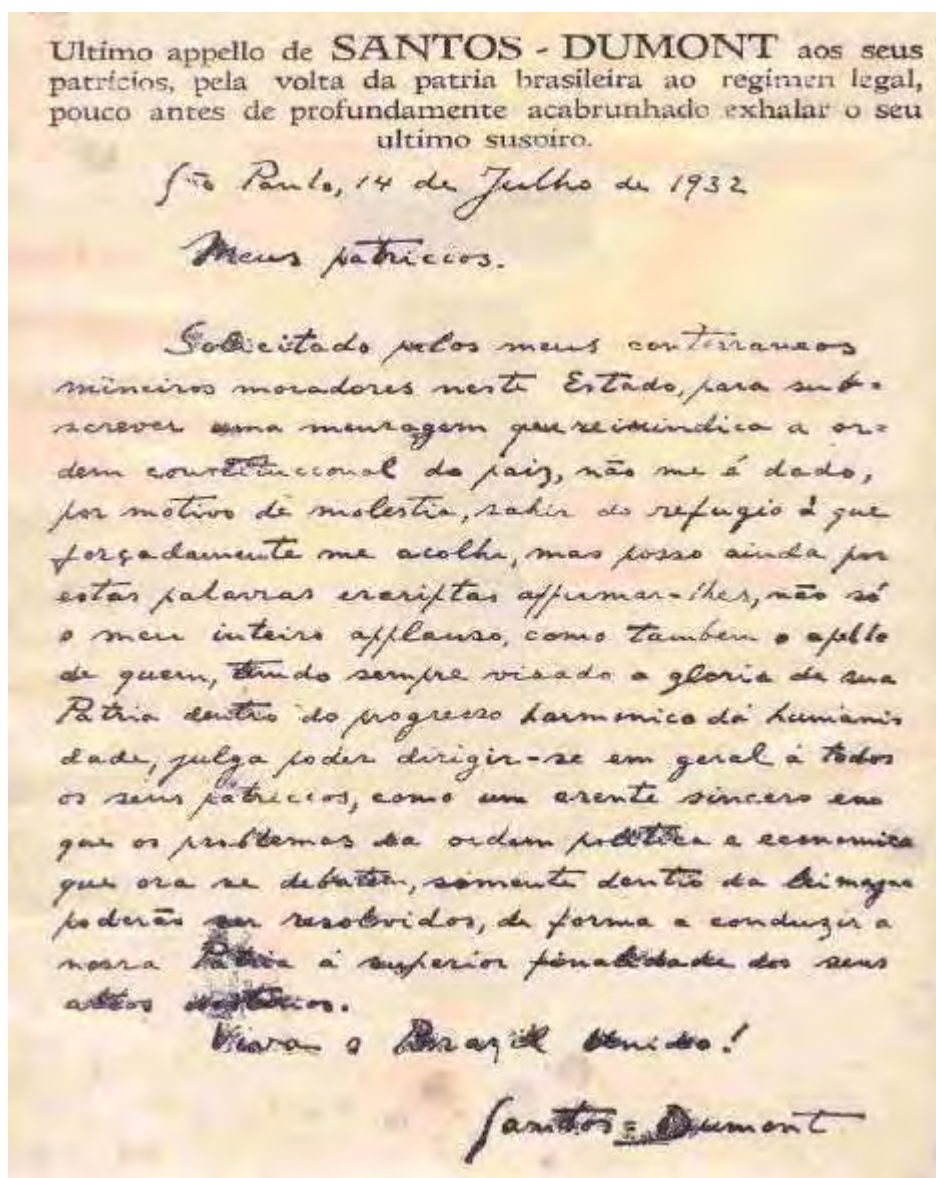 Ultimo appello de SANTOS - DUMONT aos seus
patricios, pela volta da patria brasileira ao regimen legal,
pouco antes de profundamente acabrunhado exhalar o seu
ultimo suspiro.
São Paulo, 14 de Julho de 1932
Meus patricios.
Solicitado pelos meus conterraneos
mineiros moradores neste Estado, para sub-
screver uma mensagem que reivindica a or-
dem constitucional do paiz, não me é dado,
por motivo de molestia, sahir do refugio á que
forçadamente me acolhi, mas posso ainda por
estas palavras escriptas affirmar-lhes, não só
o meu inteiro applauso, como tambem o apello
de quem, tendo sempre visado a gloria de sua
Patria dentro do progresso harmonico da humani-
dade, julga poder dirigir-se em geral a todos
os seus patricios, como um crente sincero em
que os problemas da ordem politica e economica
que ora se debatem, somente dentro da lei magna
poderão ser resolvidos, de forma a conduzir a
nossa Patria á superior finalidade dos seus
altos destinos.
Viva o Brazil Unido!
Santos=Dumont